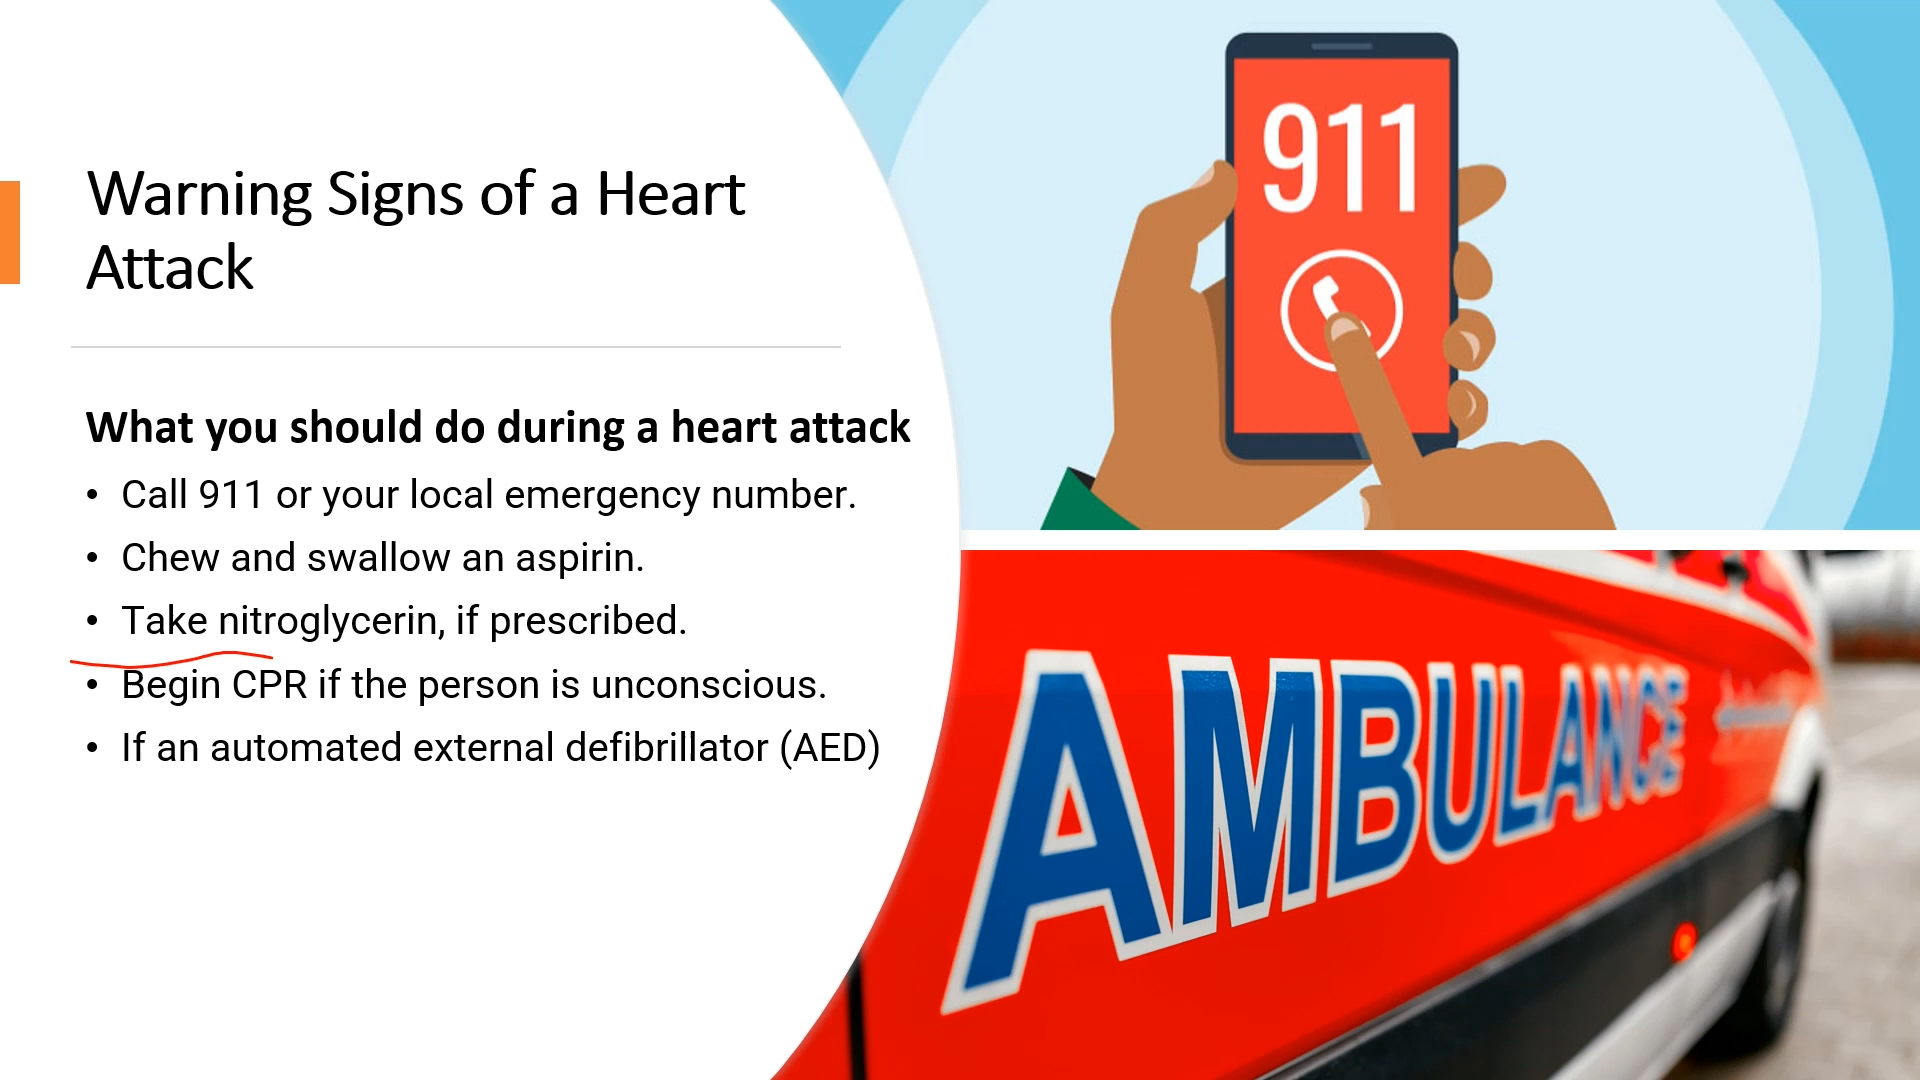 Warning Signs of a Heart
Attack
What you should do during a heart attack
• Call 911 or your local emergency number.
• Chew and swallow an aspirin.
• Take nitroglycerin, if prescribed.
• Begin CPR if the person is unconscious.
• If an automated external defibrillator (AED)
911
AMBULANCE